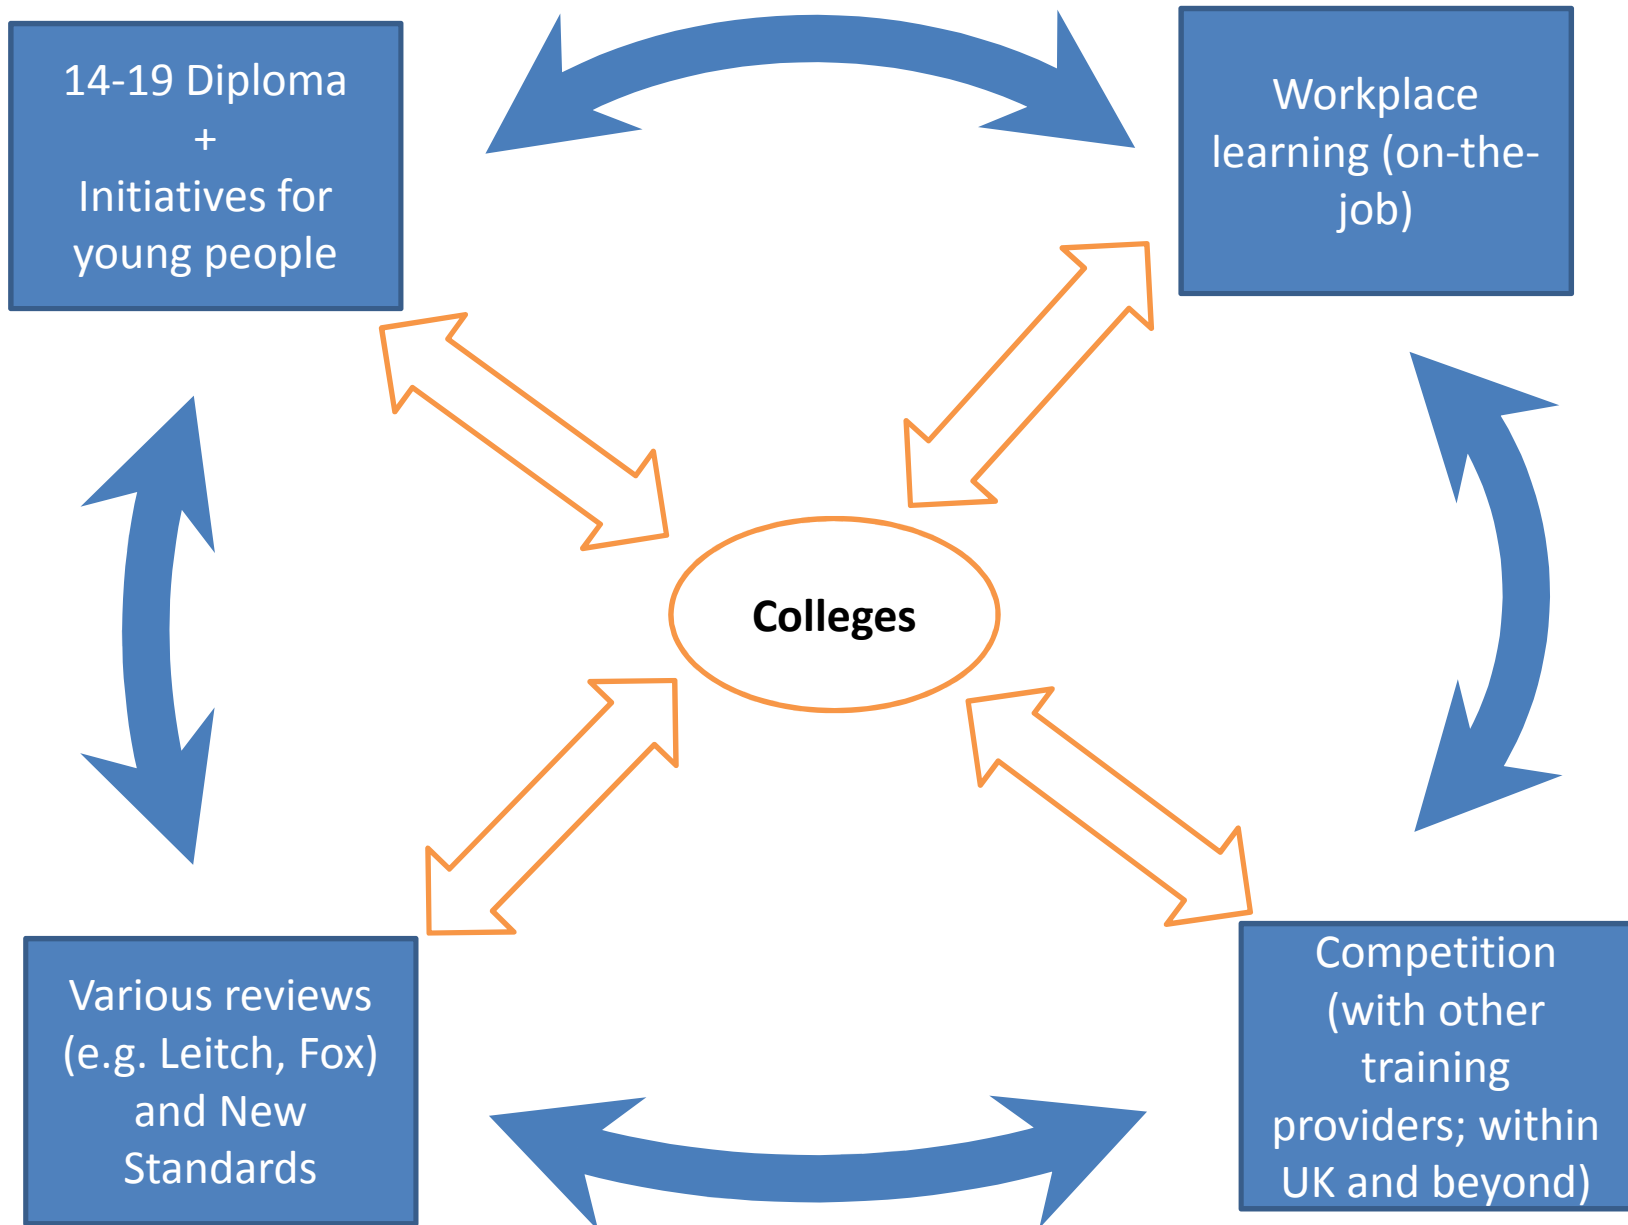 14-19 Diploma
+
Initiatives for
young people
Workplace
learning (on-the-
job)
Colleges
Various reviews
(e.g. Leitch, Fox)
and New
Standards
Competition
(with other
training
providers; within
UK and beyond)